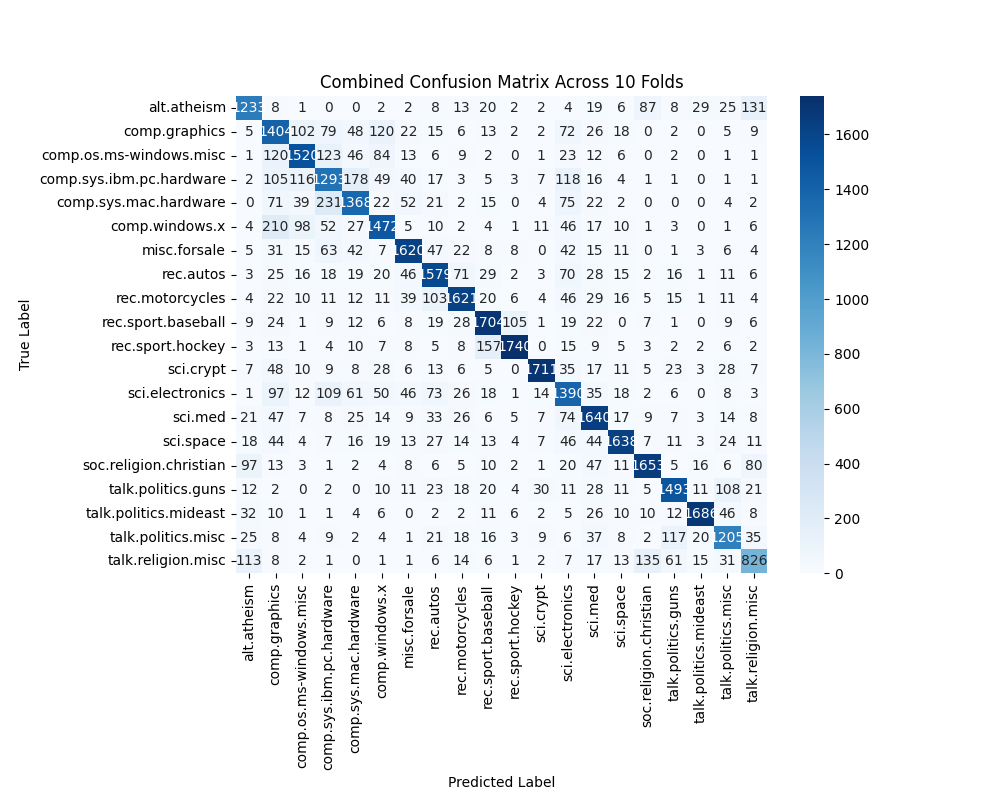 Combined Confusion Matrix Across 10 Folds
alt.atheism 1233 8 1 0 0 2 2 8 13 20 2 2 4 19 6 87 8 29 25 131
comp.graphics 5 1404 102 79 48 120 22 15 6 13 2 2 72 26 18 0 2 0 5 9
comp.os.ms-windows.misc 1 120 1520 123 46 84 13 6 9 2 0 1 23 12 6 0 2 0 1 1
comp.sys.ibm.pc.hardware 2 105 116 1293 178 49 40 17 3 5 3 7 118 16 4 1 1 0 1 1
comp.sys.mac.hardware 0 71 39 231 1368 22 52 21 2 15 0 4 75 22 2 0 0 0 4 2
comp.windows.x 4 210 98 52 27 1472 5 10 2 4 1 11 46 17 10 1 3 0 1 6
misc.forsale 5 31 15 63 42 7 1620 47 22 8 8 0 42 15 11 0 1 3 6 4
rec.autos 3 25 16 18 19 20 46 1579 71 29 2 3 70 28 15 2 16 1 11 6
rec.motorcycles 4 22 10 11 12 11 39 103 1621 20 6 4 46 29 16 5 15 1 11 4
rec.sport.baseball 9 24 1 9 12 6 8 19 28 1704 105 1 19 22 0 7 1 0 9 6
rec.sport.hockey 3 13 1 4 10 7 8 5 8 157 1740 0 15 9 5 3 2 2 6 2
sci.crypt 7 48 10 9 8 28 6 13 6 5 0 1711 35 17 11 5 23 3 28 7
sci.electronics 1 97 12 109 61 50 46 73 26 18 1 14 1390 35 18 2 6 0 8 3
sci.med 21 47 7 8 25 14 9 33 26 6 5 7 74 1640 17 9 7 3 14 8
sci.space 18 44 4 7 16 19 13 27 14 13 4 7 46 44 1638 7 11 3 24 11
soc.religion.christian 97 13 3 1 2 4 8 6 5 10 2 1 20 47 11 1653 5 16 6 80
talk.politics.guns 12 2 0 2 0 10 11 23 18 20 4 30 11 28 11 5 1493 11 108 21
talk.politics.mideast 32 10 1 1 4 6 0 2 2 11 6 2 5 26 10 10 12 1686 46 8
talk.politics.misc 25 8 4 9 2 4 1 21 18 16 3 9 6 37 8 2 117 20 1205 35
talk.religion.misc 113 8 2 1 0 1 1 6 14 6 1 2 7 17 13 135 61 15 31 826
True Label
alt.atheism
comp.graphics
comp.os.ms-windows.misc
comp.sys.ibm.pc.hardware
comp.sys.mac.hardware
comp.windows.x
misc.forsale
rec.autos
rec.motorcycles
rec.sport.baseball
rec.sport.hockey
sci.crypt
sci.electronics
sci.med
sci.space
soc.religion.christian
talk.politics.guns
talk.politics.mideast
talk.politics.misc
talk.religion.misc
Predicted Label
1600
1400
1200
1000
800
600
400
200
0